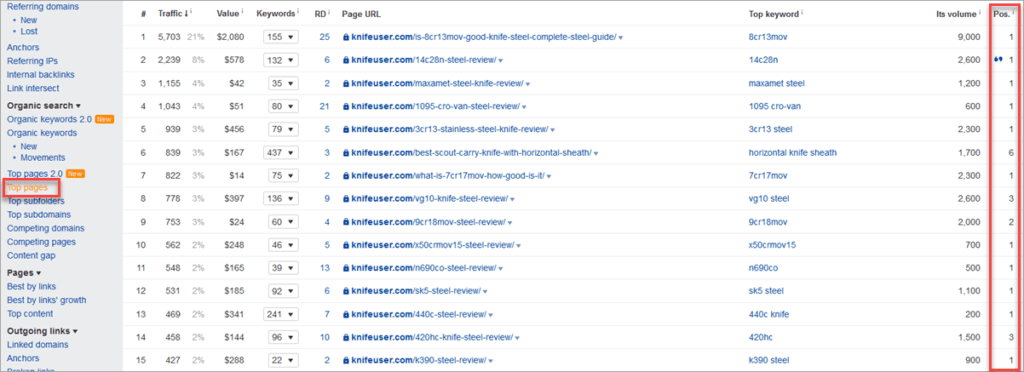 Referring domains
New
Lost
Anchors
Referring IPs
Internal backlinks
Link intersect
Organic search
Organic keywords 2.0 New
Organic keywords
New
Movements
Top pages 2.0 New
Top pages
Top subfolders
Top subdomains
Competing domains
Competing pages
Content gap
Pages
Best by links
Best by links' growth
Top content
Outgoing links
Linked domains
Anchors
Broken links
# Traffic Value Keywords RD Page URL Top keyword Its volume Pos.
1 5,703 21% $2,080 155 25 knifeuser.com/is-8cr13mov-good-knife-steel-complete-steel-guide/ 8cr13mov 9,000 1
2 2,239 8% $578 132 6 knifeuser.com/14c28n-steel-review/ 14c28n 2,600 1
3 1,155 4% $42 35 2 knifeuser.com/maxamet-steel-knife-review/ maxamet steel 1,200 1
4 1,043 4% $51 80 21 knifeuser.com/1095-cro-van-steel-review/ 1095 cro-van 600 1
5 939 3% $456 79 5 knifeuser.com/3cr13-stainless-steel-knife-review/ 3cr13 steel 2,300 1
6 839 3% $167 437 3 knifeuser.com/best-scout-carry-knife-with-horizontal-sheath/ horizontal knife sheath 1,700 6
7 822 3% $14 75 2 knifeuser.com/what-is-7cr17mov-how-good-is-it/ 7cr17mov 2,300 1
8 778 3% $397 136 9 knifeuser.com/vg10-knife-steel-review/ vg10 steel 2,600 3
9 753 3% $24 60 4 knifeuser.com/9cr18mov-steel-review/ 9cr18mov 2,000 2
10 562 2% $248 46 5 knifeuser.com/x50crmov15-steel-review/ x50crmov15 700 1
11 548 2% $165 39 13 knifeuser.com/n690co-steel-review/ n690co 500 1
12 531 2% $185 92 6 knifeuser.com/sk5-steel-review/ sk5 steel 1,100 1
13 469 2% $341 241 7 knifeuser.com/440c-steel-review/ 440c knife 200 1
14 458 2% $144 96 10 knifeuser.com/420hc-knife-steel-review/ 420hc 1,500 3
15 427 2% $288 22 2 knifeuser.com/k390-steel-review/ k390 steel 900 1